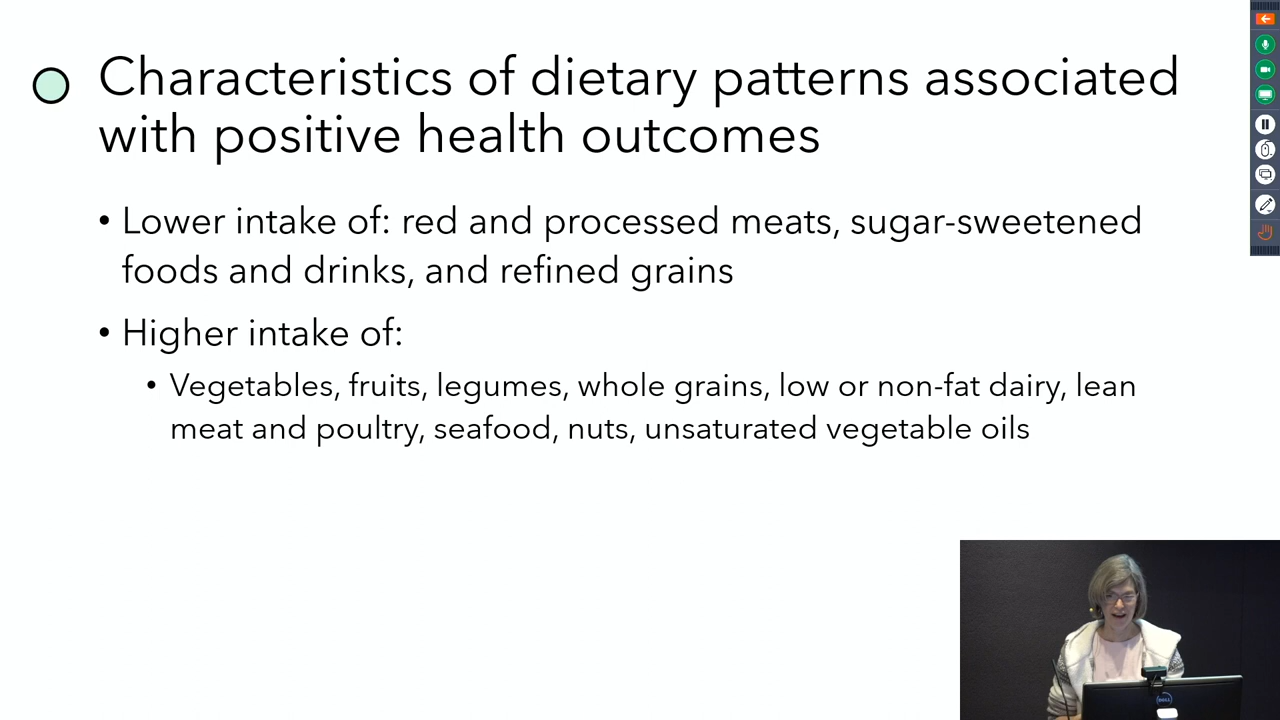 Characteristics of dietary patterns associated
with positive health outcomes
• Lower intake of: red and processed meats, sugar-sweetened
foods and drinks, and refined grains
• Higher intake of:
• Vegetables, fruits, legumes, whole grains, low or non-fat dairy, lean
meat and poultry, seafood, nuts, unsaturated vegetable oils
DELL